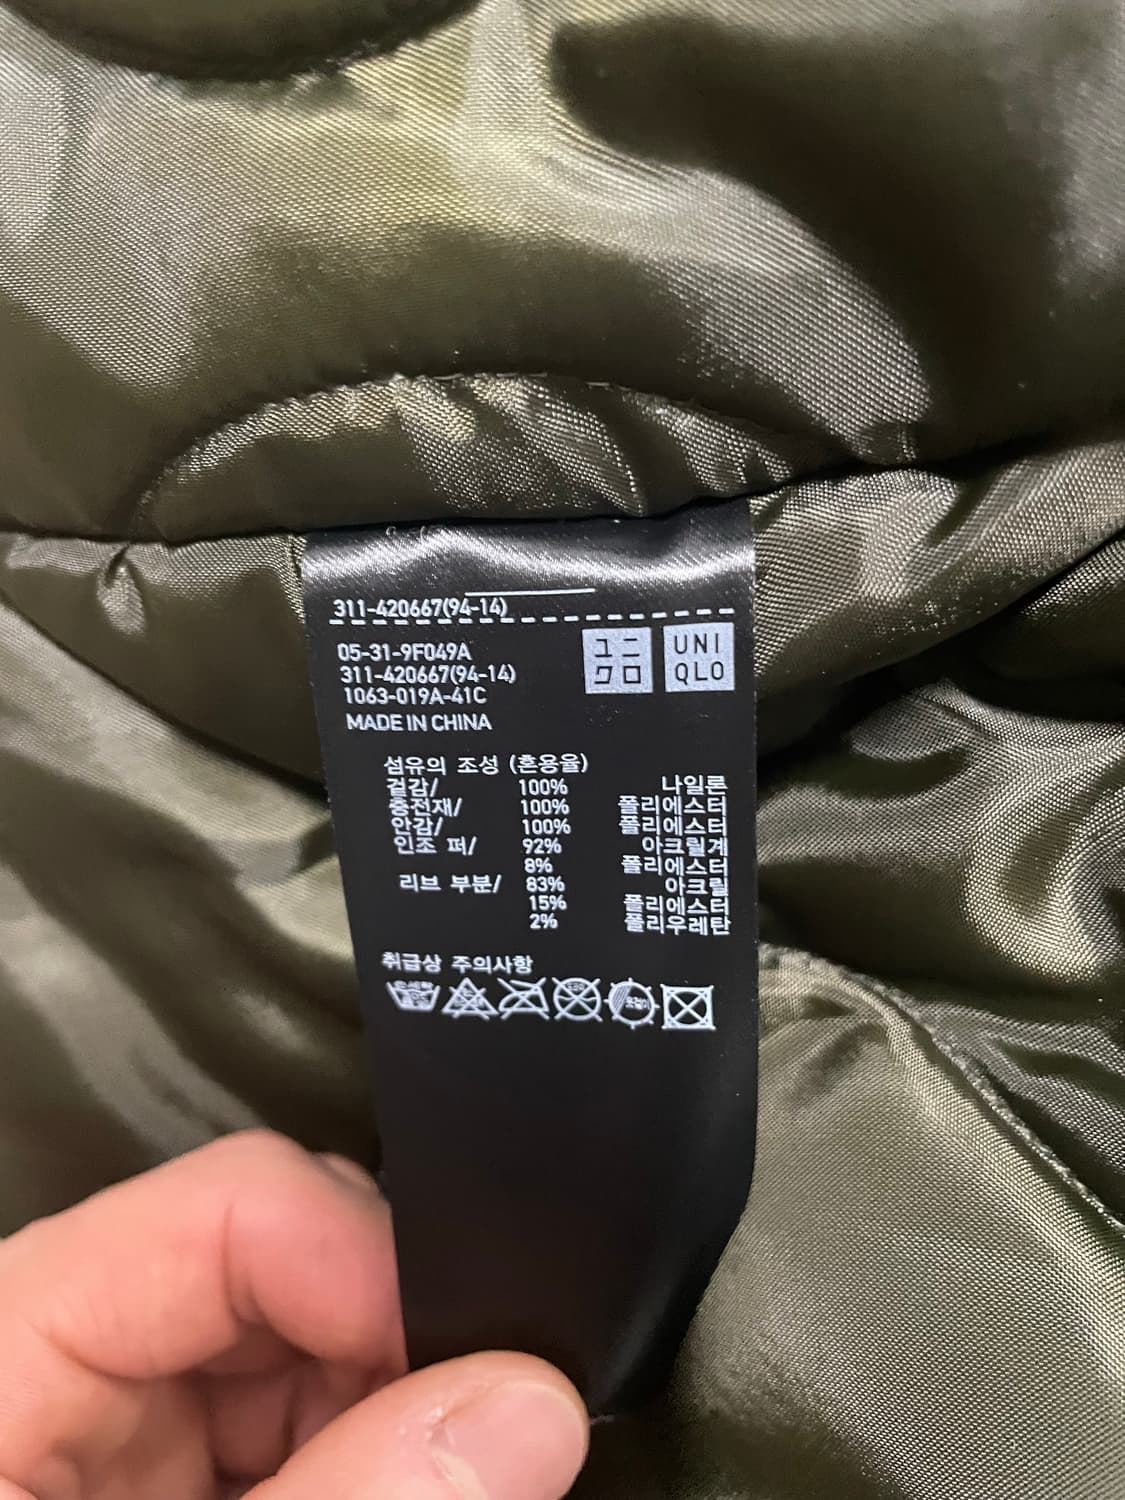 311-420667(94-14)
05-31-9F049A
311-420667(94-14)
1063-019A-41C
MADE IN CHINA
ユニ
クロ
UNI
QLO
섬유의 조성 (혼용율)
겉감/ 100% 나일론
충전재/ 100% 폴리에스터
안감/ 100% 폴리에스터
인조 퍼/ 92% 아크릴계
8% 폴리에스터
리브 부분/ 83% 아크릴
15% 폴리에스터
2% 폴리우레탄
취급상 주의사항